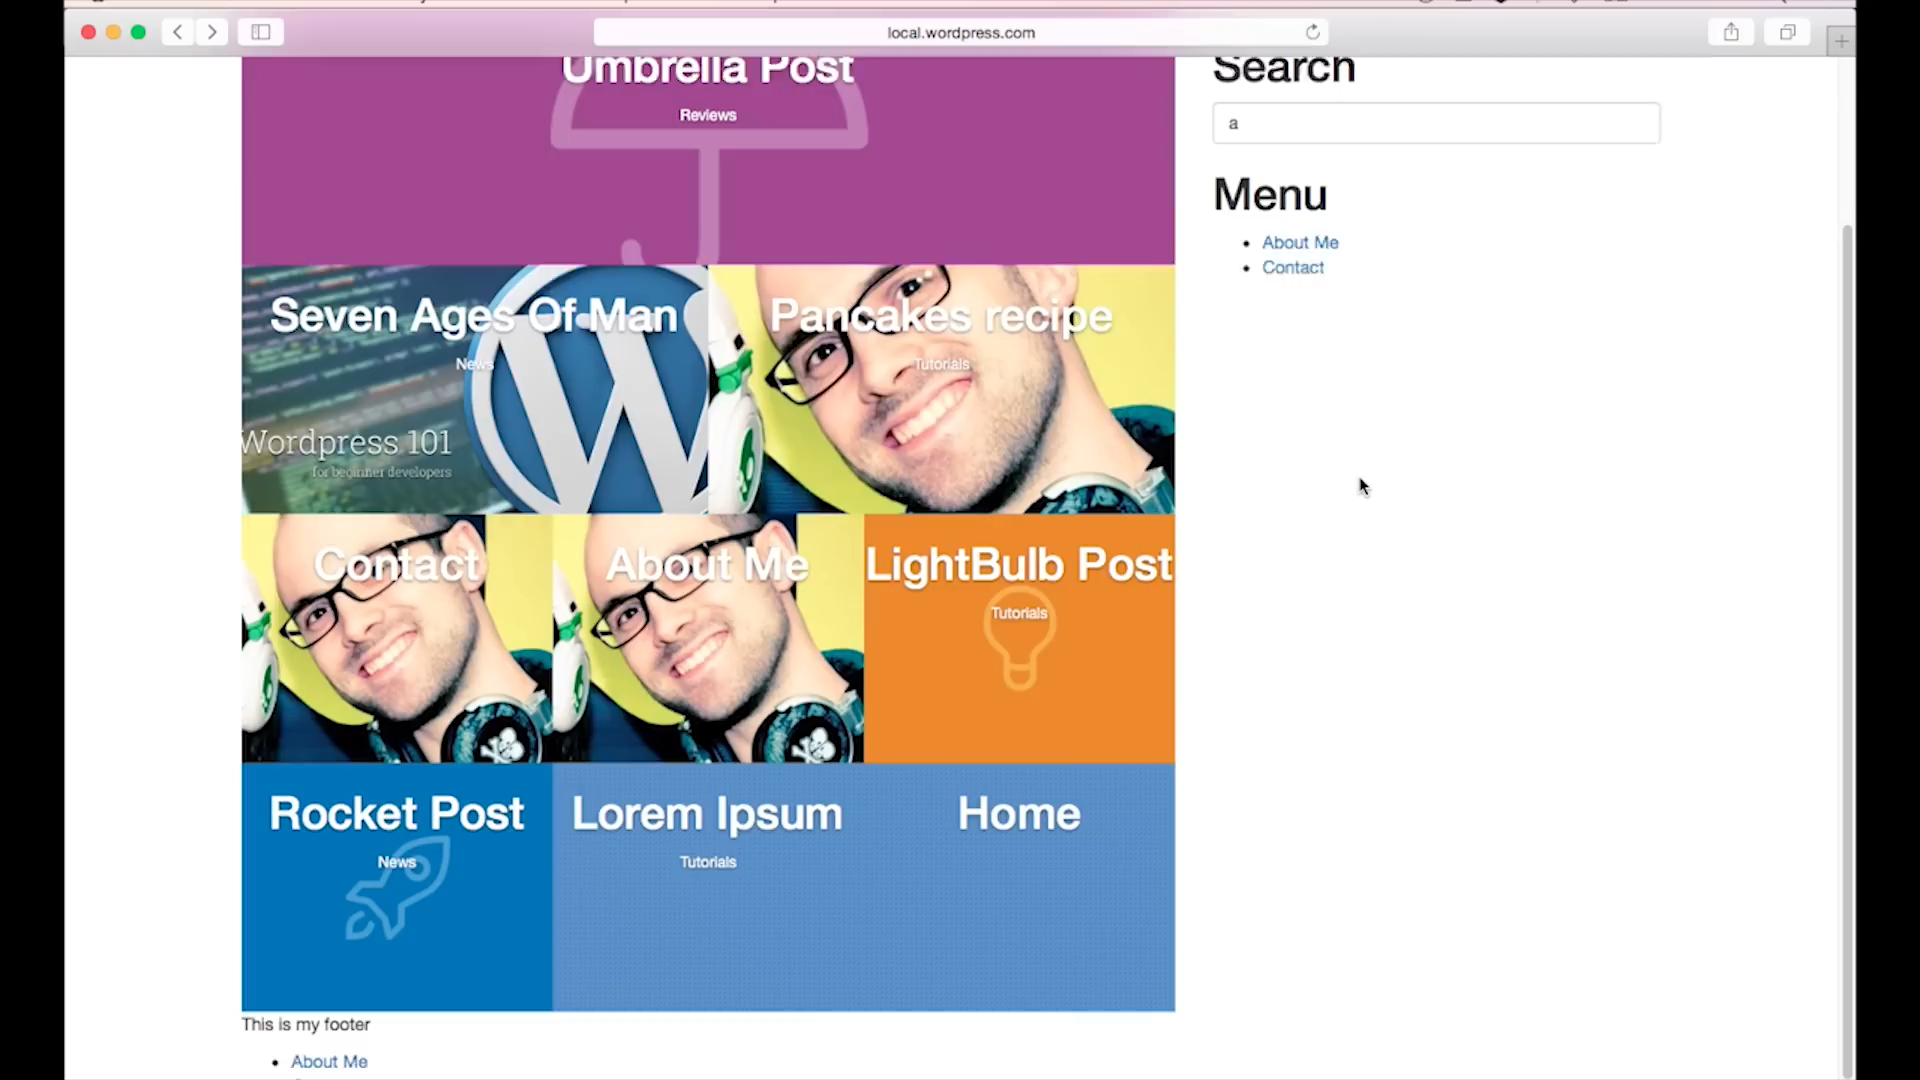 local.wordpress.com
Umbrella Post
Reviews
Seven Ages Of Man
News
Wordpress 101
for beginner developers
Pancakes recipe
Tutorials
Contact
About Me
LightBulb Post
Tutorials
Rocket Post
News
Lorem Ipsum
Tutorials
Home
This is my footer
About Me
Search
a
Menu
About Me
Contact